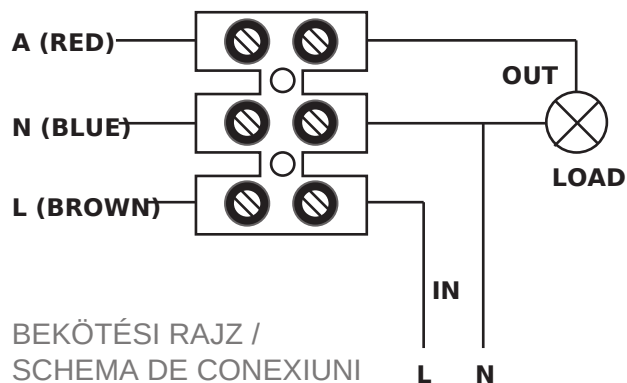 A (RED)
OUT
N (BLUE)
LOAD
L (BROWN)
IN
BEKÖTÉSI RAJZ /
SCHEMA DE CONEXIUNI
L N